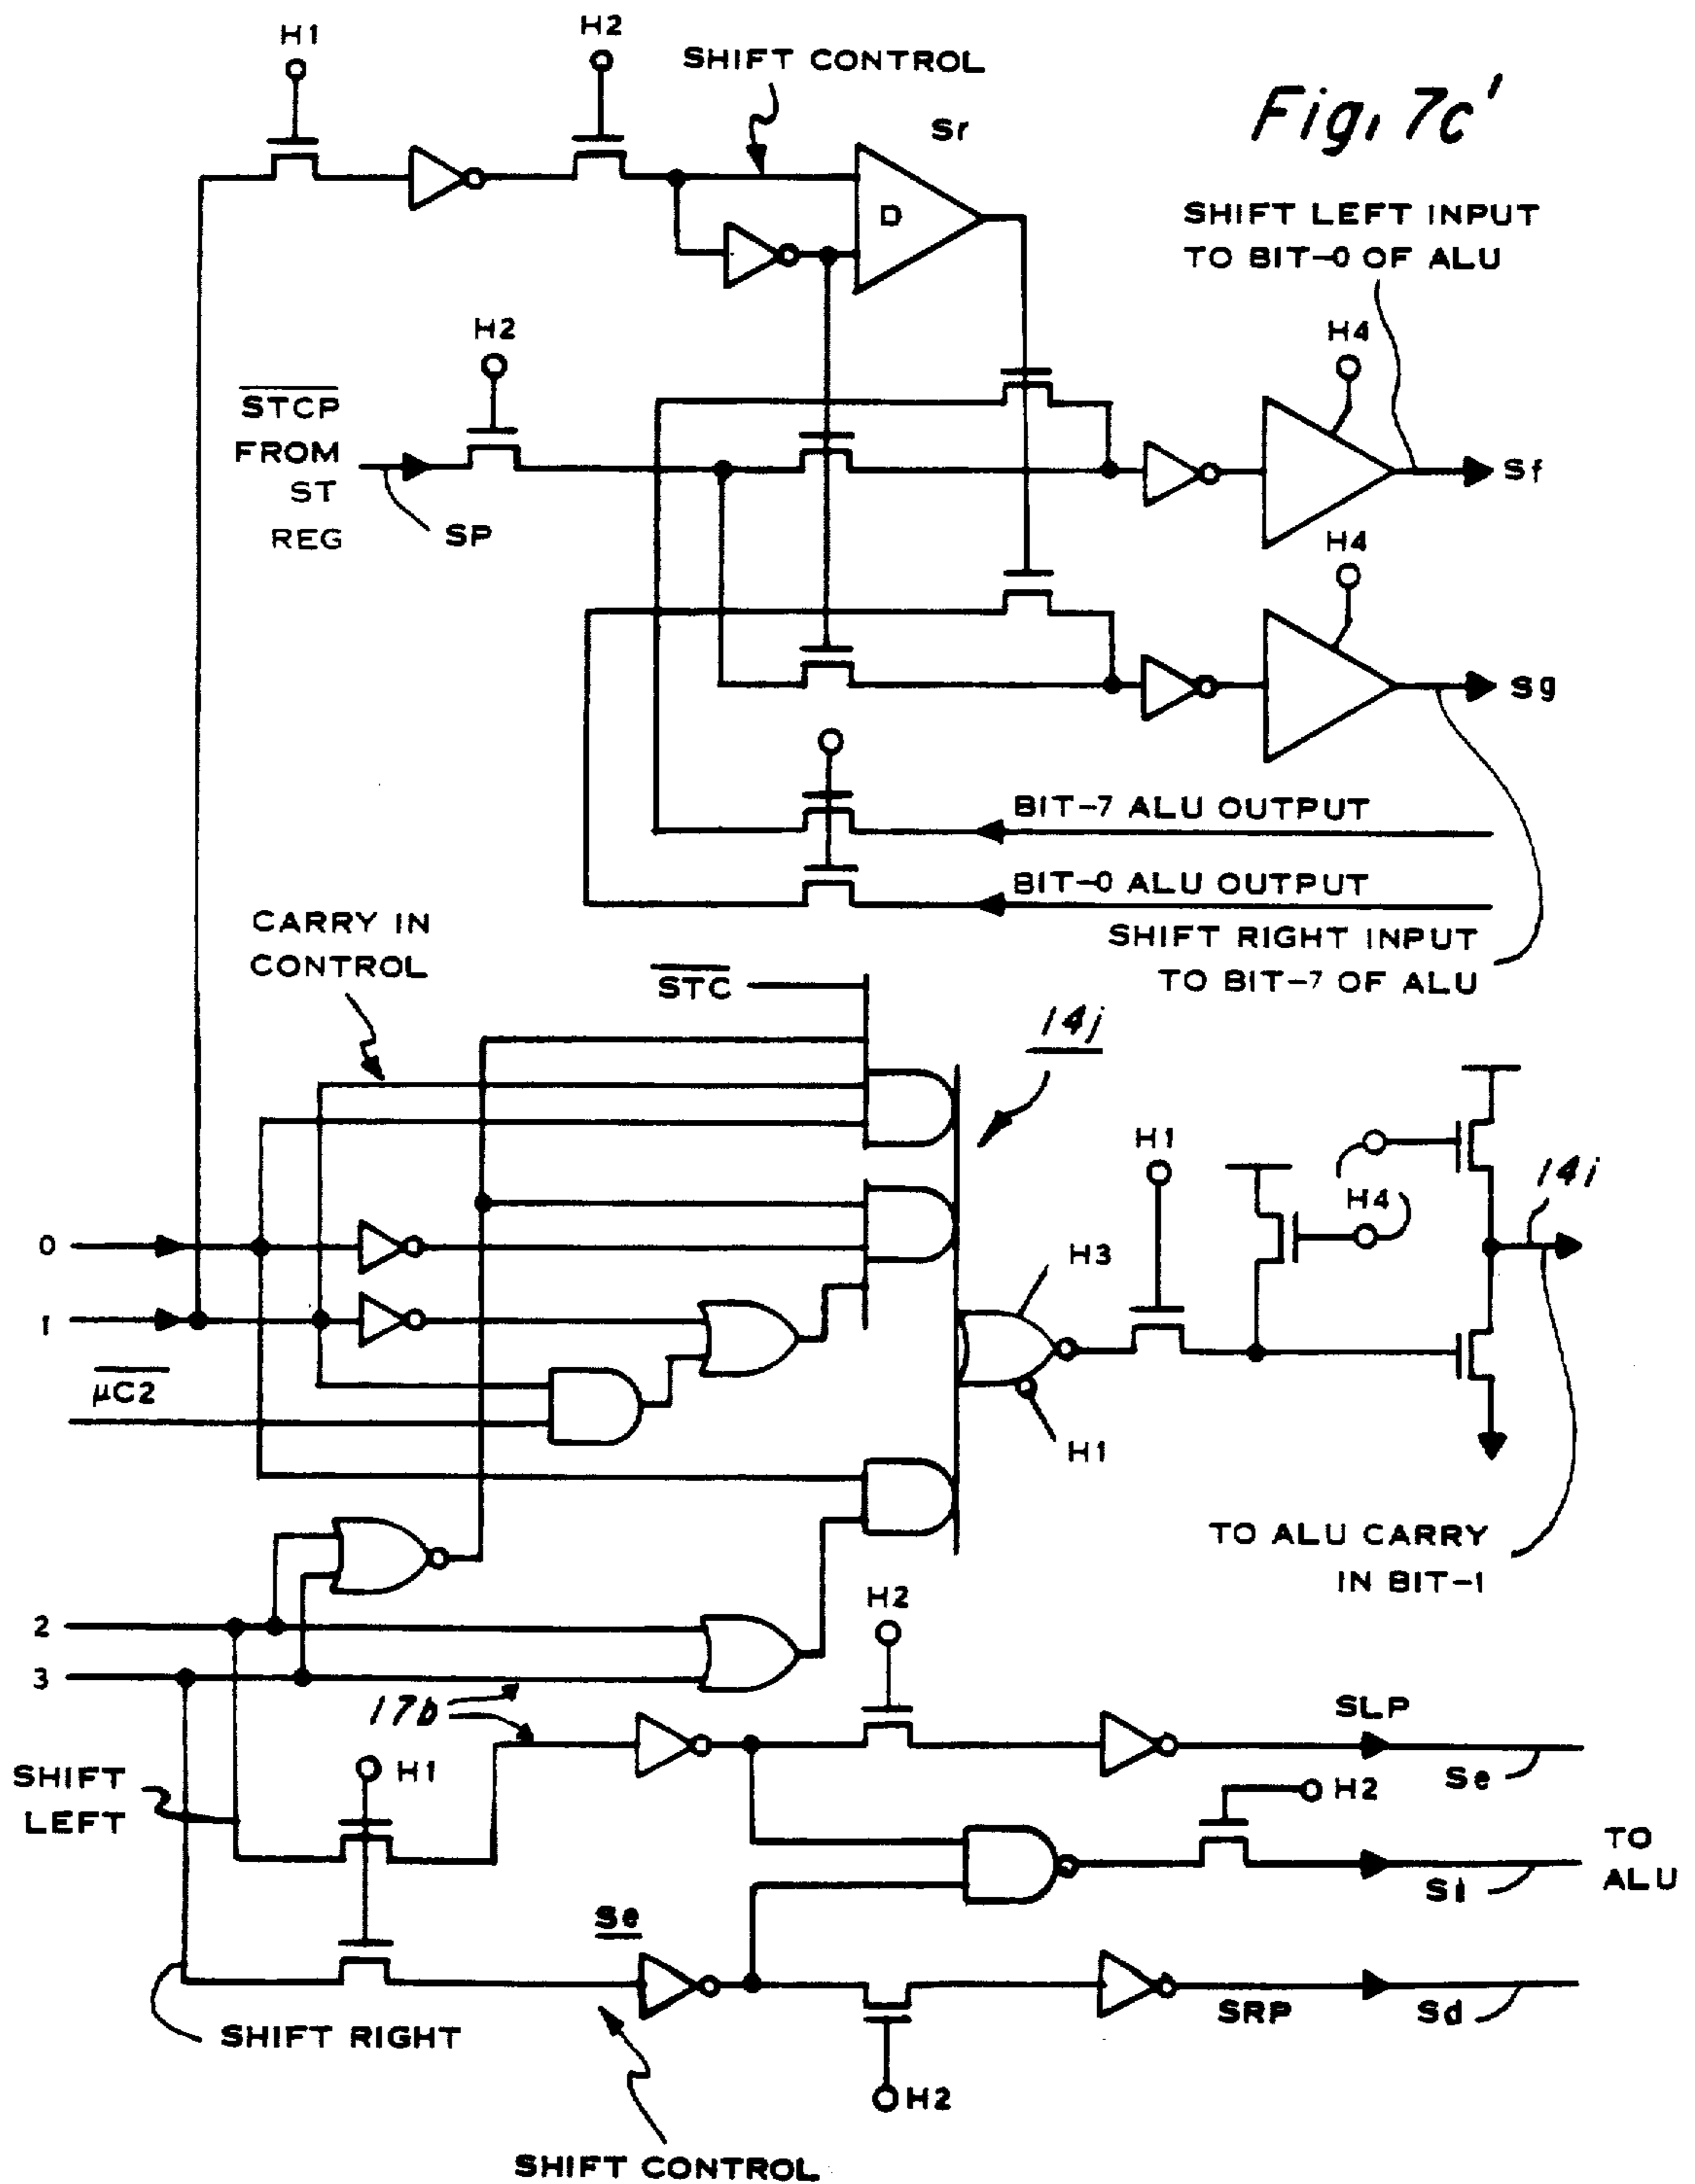 Fig. 7c'
H1
H2
SHIFT CONTROL
Sr
D
SHIFT LEFT INPUT
TO BIT-0 OF ALU
H2
H4
STCP
FROM
ST
REG
SP
Sf
H4
Sg
BIT-7 ALU OUTPUT
BIT-0 ALU OUTPUT
SHIFT RIGHT INPUT
TO BIT-7 OF ALU
CARRY IN
CONTROL
STC
14j
H1
H4
14i
0
H3
1
μC2
H1
TO ALU CARRY
IN BIT-1
2
3
17b
H2
SLP
Se
SHIFT
LEFT
H1
H2
TO
ALU
Si
Se
SRP
Sd
SHIFT RIGHT
H2
SHIFT CONTROL